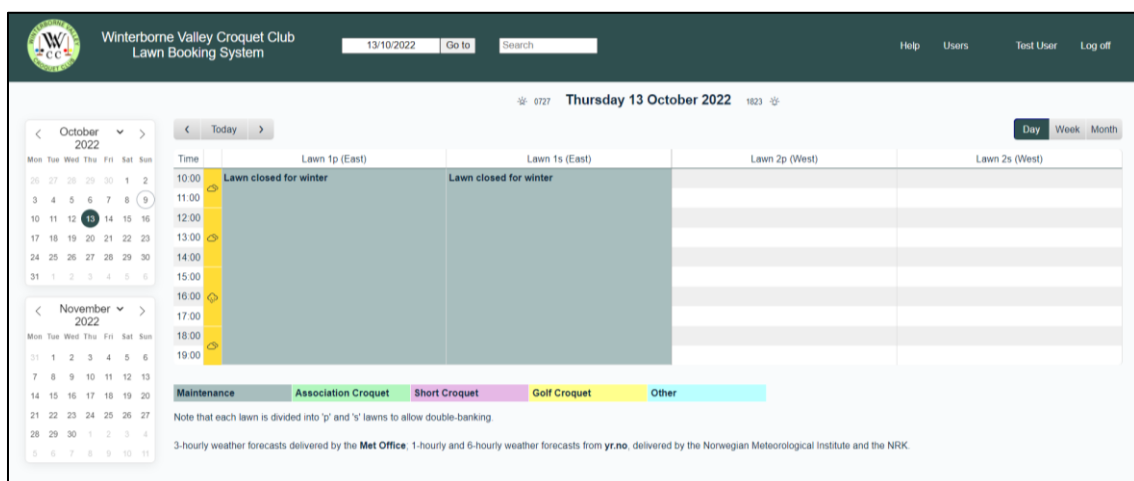 WINTERBORNE VALLEY
W
C C
CROQUET CLUB
Winterborne Valley Croquet Club
Lawn Booking System
13/10/2022 Go to Search
Help Users Test User Log off
0727 Thursday 13 October 2022 1823
October
2022
Mon Tue Wed Thu Fri Sat Sun
26 27 28 29 30 1 2
3 4 5 6 7 8 9
10 11 12 13 14 15 16
17 18 19 20 21 22 23
24 25 26 27 28 29 30
31 1 2 3 4 5 6
November
2022
Mon Tue Wed Thu Fri Sat Sun
31 1 2 3 4 5 6
7 8 9 10 11 12 13
14 15 16 17 18 19 20
21 22 23 24 25 26 27
28 29 30 1 2 3 4
5 6 7 8 9 10 11
Today
Day Week Month
Time Lawn 1p (East) Lawn 1s (East) Lawn 2p (West) Lawn 2s (West)
10:00 Lawn closed for winter Lawn closed for winter
11:00
12:00
13:00
14:00
15:00
16:00
17:00
18:00
19:00
Maintenance Association Croquet Short Croquet Golf Croquet Other
Note that each lawn is divided into 'p' and 's' lawns to allow double-banking.
3-hourly weather forecasts delivered by the Met Office; 1-hourly and 6-hourly weather forecasts from yr.no, delivered by the Norwegian Meteorological Institute and the NRK.